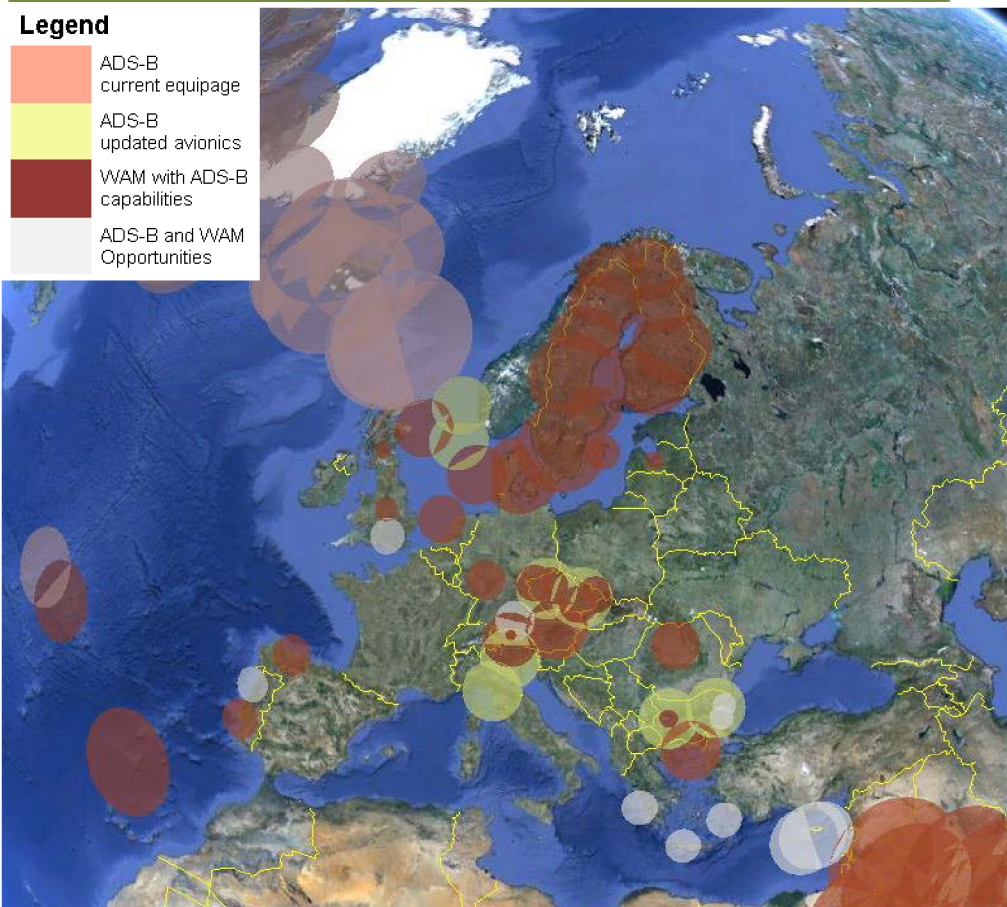 Legend
ADS-B
current equipage
ADS-B
updated avionics
WAM with ADS-B
capabilities
ADS-B and WAM
Opportunities